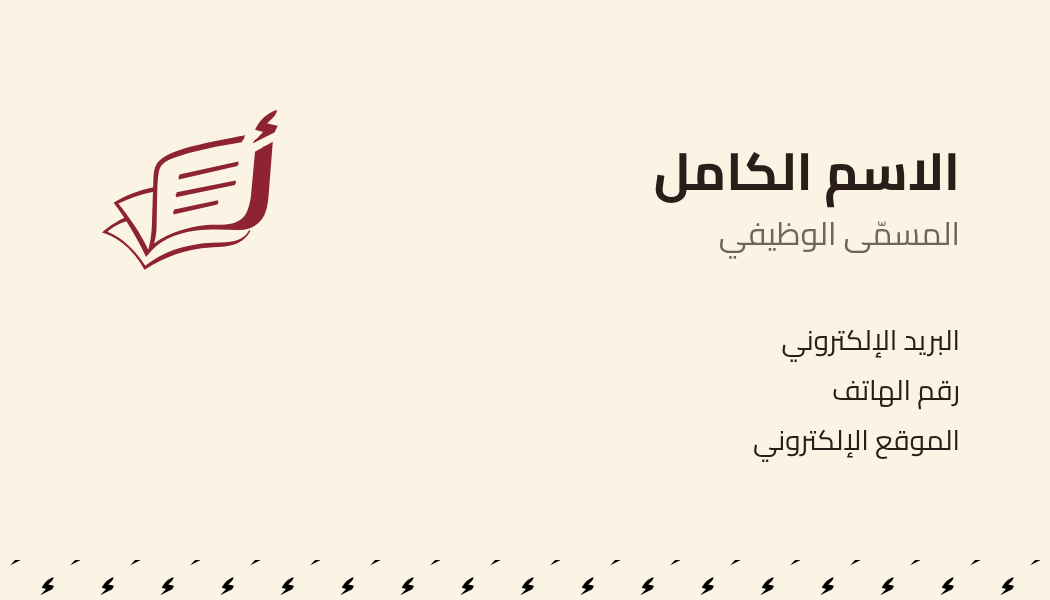 الاسم الكامل
المسمّى الوظيفي
البريد الإلكتروني
رقم الهاتف
الموقع الإلكتروني